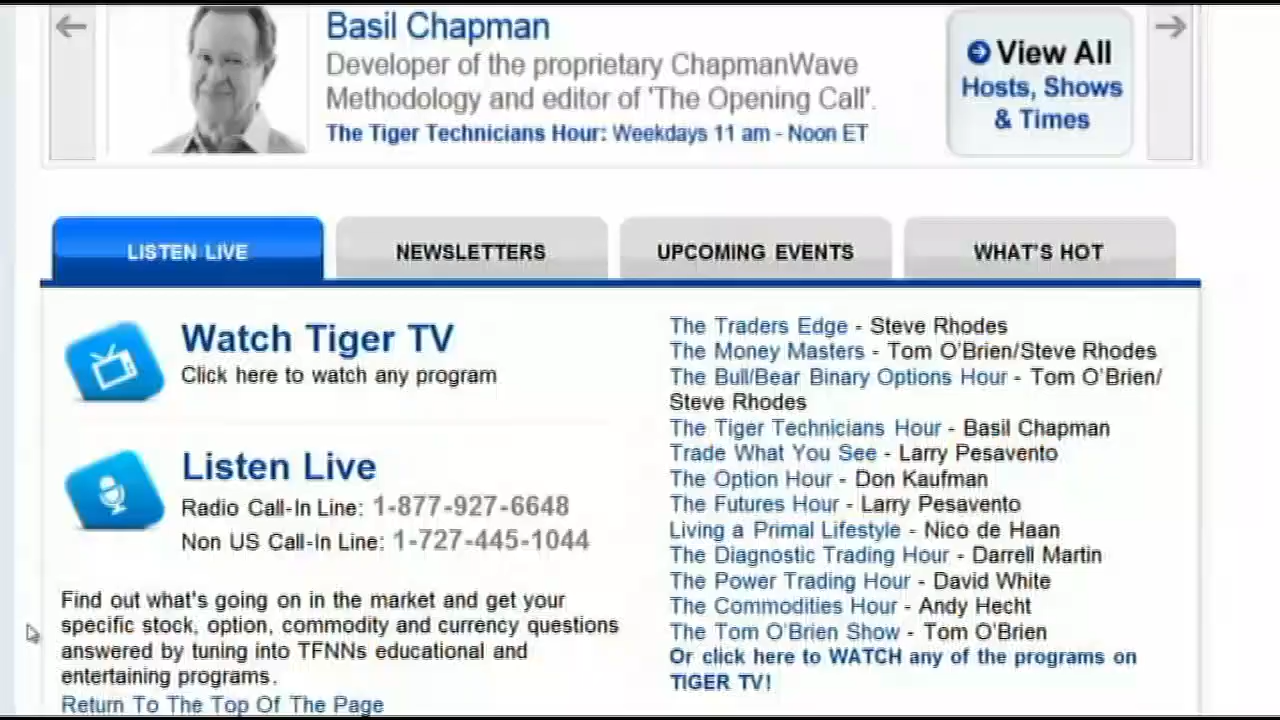 Basil Chapman
Developer of the proprietary ChapmanWave
Methodology and editor of 'The Opening Call'.
The Tiger Technicians Hour: Weekdays 11 am - Noon ET
View All
Hosts, Shows
& Times
LISTEN LIVE
NEWSLETTERS
UPCOMING EVENTS
WHAT'S HOT
Watch Tiger TV
Click here to watch any program
Listen Live
Radio Call-In Line: 1-877-927-6648
Non US Call-In Line: 1-727-445-1044
Find out what's going on in the market and get your
specific stock, option, commodity and currency questions
answered by tuning into TFNNs educational and
entertaining programs.
Return To The Top Of The Page
The Traders Edge - Steve Rhodes
The Money Masters - Tom O'Brien/Steve Rhodes
The Bull/Bear Binary Options Hour - Tom O'Brien/
Steve Rhodes
The Tiger Technicians Hour - Basil Chapman
Trade What You See - Larry Pesavento
The Option Hour - Don Kaufman
The Futures Hour - Larry Pesavento
Living a Primal Lifestyle - Nico de Haan
The Diagnostic Trading Hour - Darrell Martin
The Power Trading Hour - David White
The Commodities Hour - Andy Hecht
The Tom O'Brien Show - Tom O'Brien
Or click here to WATCH any of the programs on
TIGER TV!